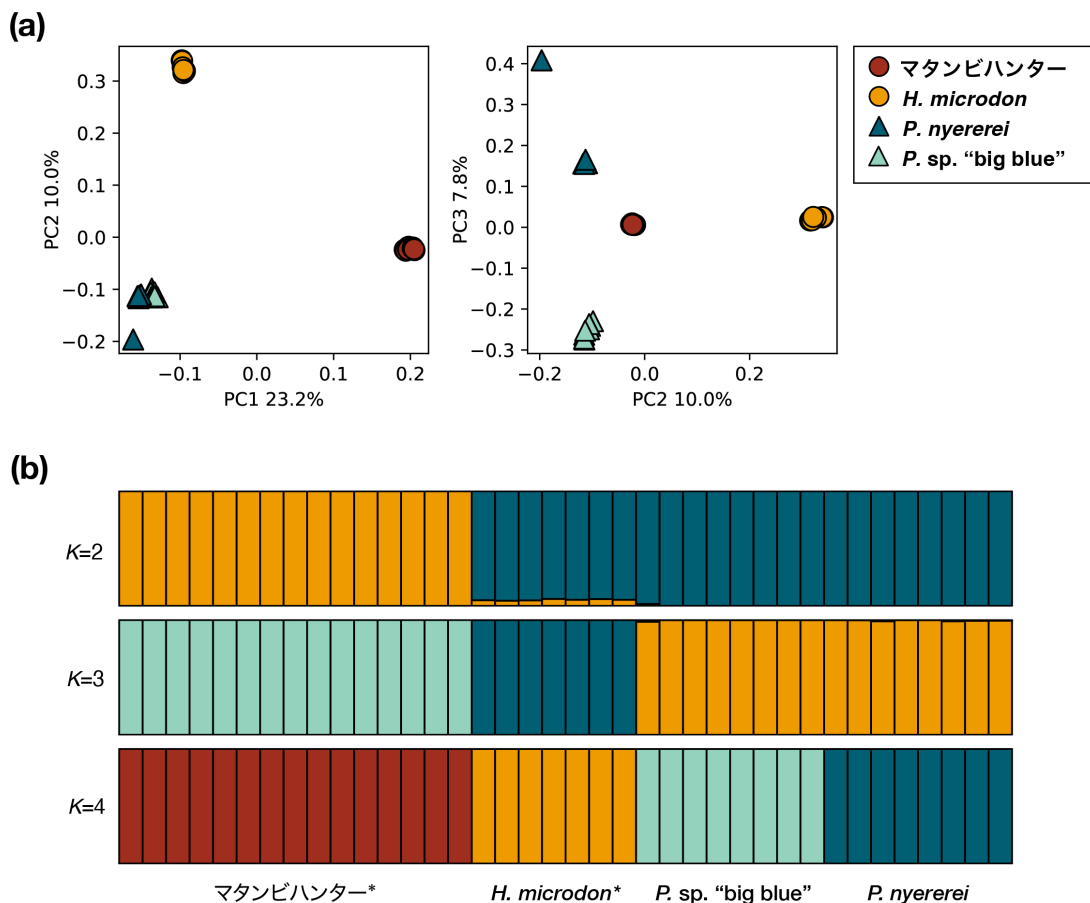 (a)
マタンビハンター
H. microdon
P. nyererei
P. sp. “big blue”
PC2 10.0%
0.3
0.2
0.1
0.0
−0.1
−0.2
−0.1
0.0
0.1
0.2
PC1 23.2%
PC3 7.8%
0.4
0.3
0.2
0.1
0.0
−0.1
−0.2
−0.3
−0.2
0.0
0.2
PC2 10.0%
(b)
K=2
K=3
K=4
マタンビハンター* H. microdon* P. sp. “big blue” P. nyererei